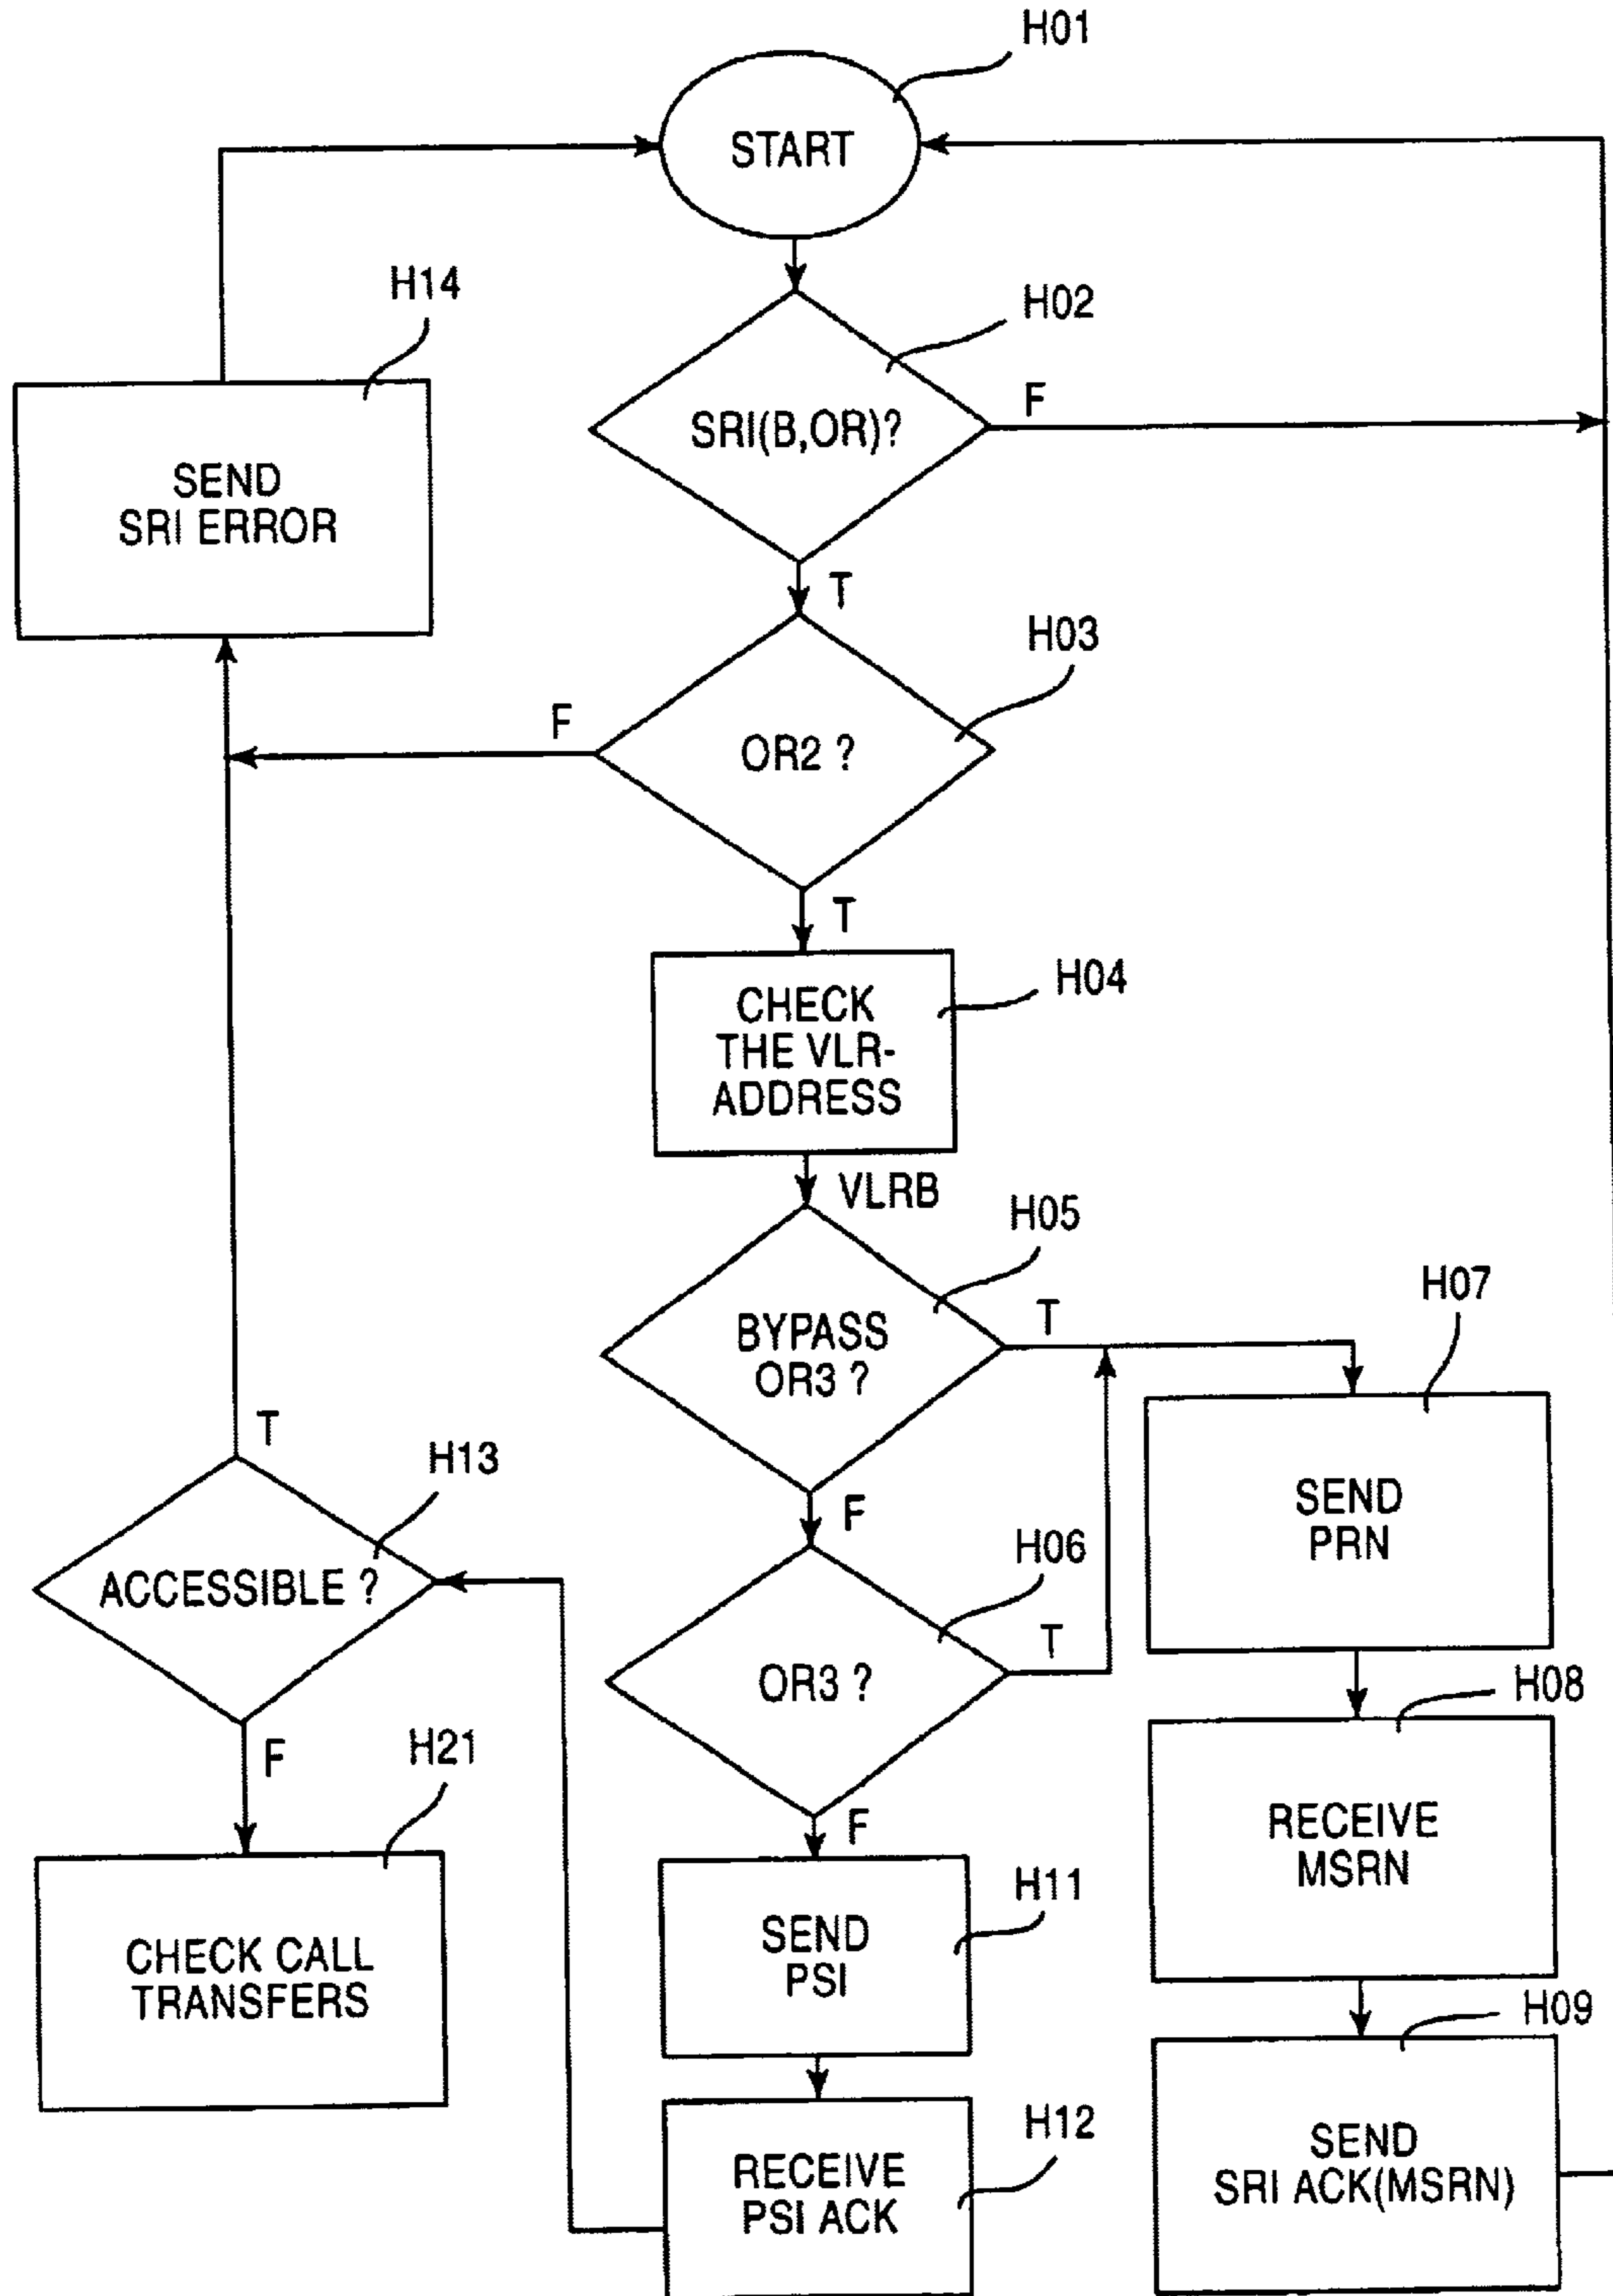 H01
START
H14
H02
SRI(B,OR)?
F
SEND
SRI ERROR
T
H03
F
OR2 ?
T
H04
CHECK
THE VLR-
ADDRESS
VLRB
H05
BYPASS
OR3 ?
T
H07
T
H13
F
SEND
PRN
ACCESSIBLE ?
H06
OR3 ?
T
H08
F
H21
F
RECEIVE
MSRN
H11
CHECK CALL
TRANSFERS
SEND
PSI
H09
H12
RECEIVE
PSI ACK
SEND
SRI ACK(MSRN)